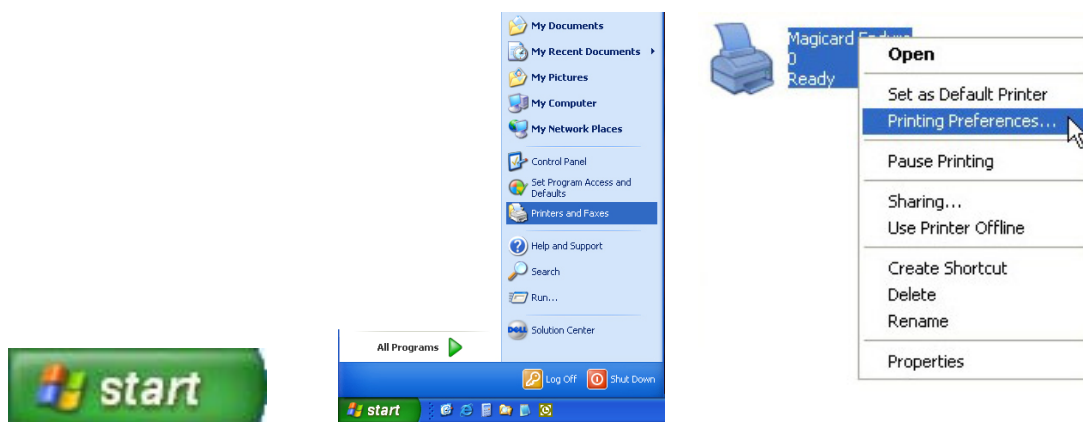 start
My Documents
My Recent Documents
My Pictures
My Computer
My Network Places
Control Panel
Set Program Access and
Defaults
Printers and Faxes
Help and Support
Search
Run...
DELL
Solution Center
All Programs
Log Off
Shut Down
start
Magicard Enduro
0
Ready
Open
Set as Default Printer
Printing Preferences...
Pause Printing
Sharing...
Use Printer Offline
Create Shortcut
Delete
Rename
Properties